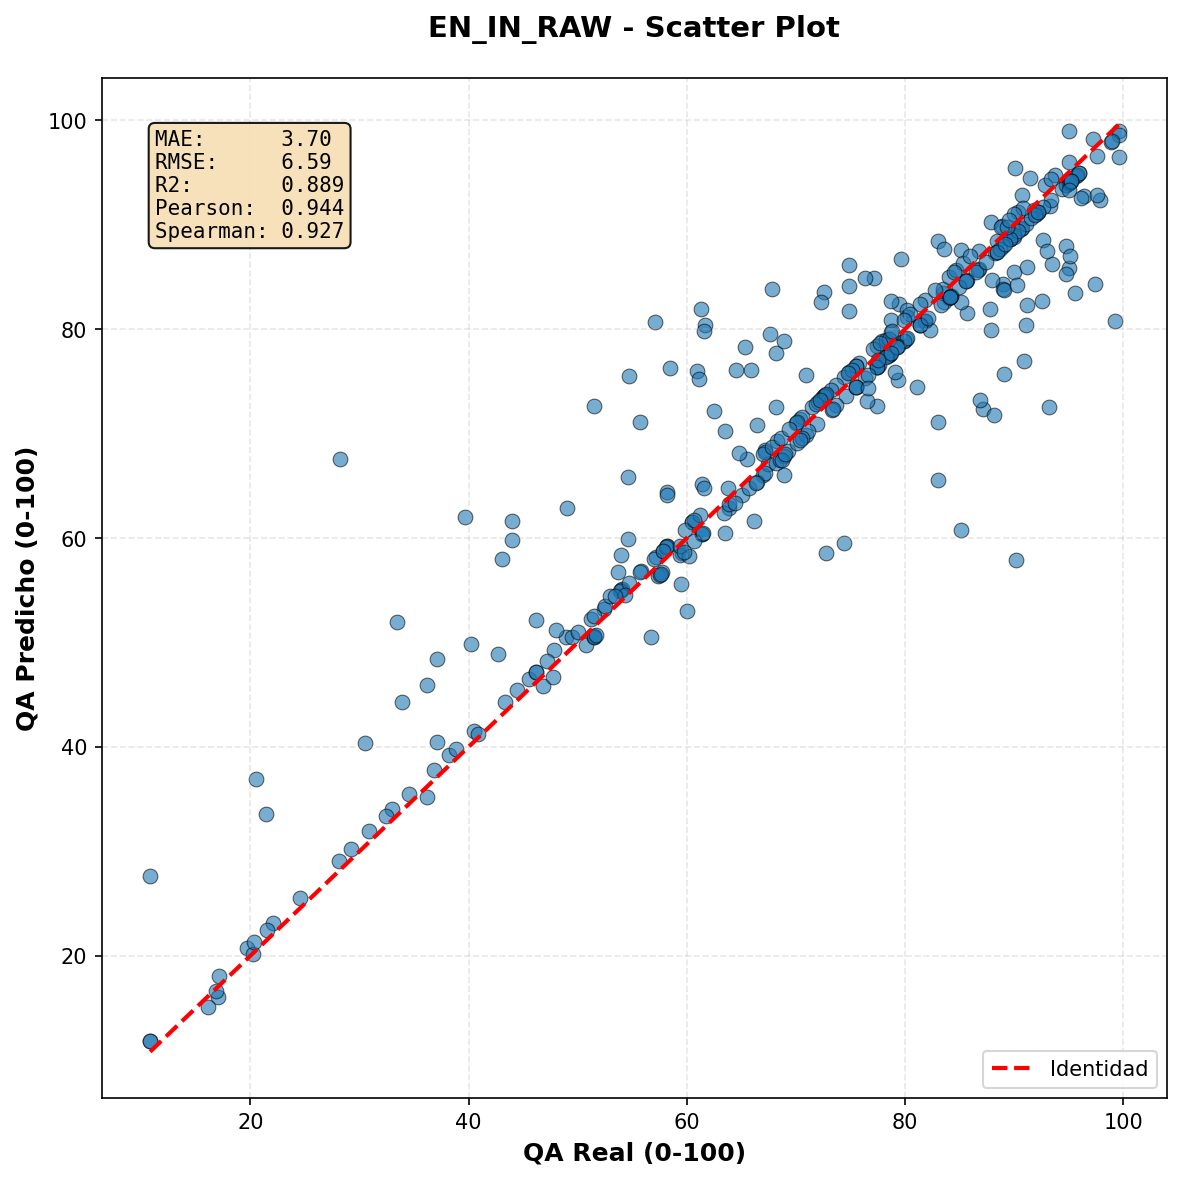 EN_IN_RAW - Scatter Plot
100
80
60
40
20
MAE: 3.70
RMSE: 6.59
R2: 0.889
Pearson: 0.944
Spearman: 0.927
QA Predicho (0-100)
Identidad
20 40 60 80 100
QA Real (0-100)